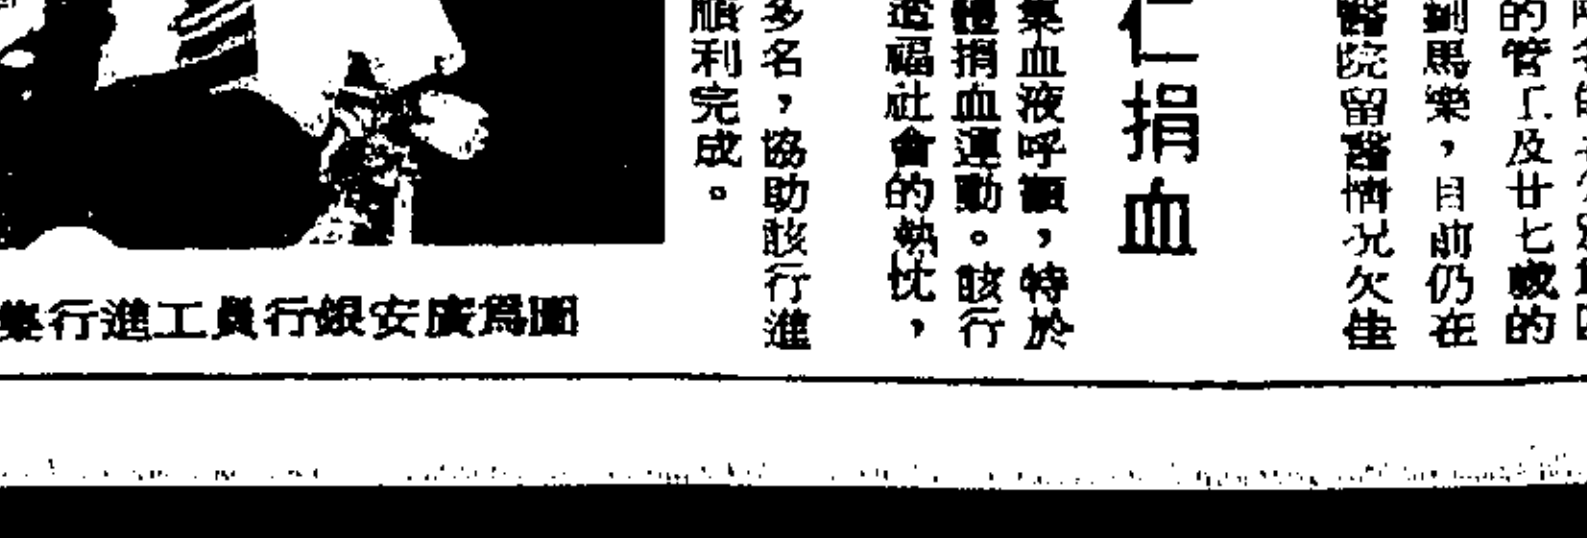 的管工及廿七歲的
劉馬樂，目前仍在
醫院留醫情况欠佳
仁捐血
集血液呼籲，特於
體捐血運動。該行
造福社會的熱忱，
多名，協助該行進
順利完成。
圖爲廣安銀行員工進行集